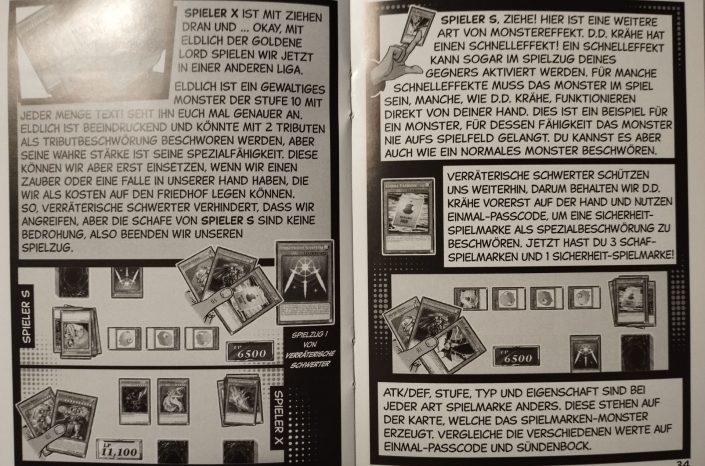 SPIELER X IST MIT ZIEHEN
DRAN UND ... OKAY, MIT
ELDLICH DER GOLDENE
LORD SPIELEN WIR JETZT
IN EINER ANDEREN LIGA.
ELDLICH IST EIN GEWALTIGES
MONSTER DER STUFE 10 MIT
JEDER MENGE TEXT! SEHT IHN EUCH MAL GENAUER AN.
ELDLICH IST BEEINDRUCKEND UND KÖNNTE MIT 2 TRIBUTEN
ALS TRIBUTBESCHWÖRUNG BESCHWOREN WERDEN, ABER
SEINE WAHRE STÄRKE IST SEINE SPEZIALFÄHIGKEIT. DIESE
KÖNNEN WIR ABER ERST EINSETZEN, WENN WIR EINEN
ZAUBER ODER EINE FALLE IN UNSERER HAND HABEN, DIE
WIR ALS KOSTEN AUF DEN FRIEDHOF LEGEN KÖNNEN.
SO, VERRÄTERISCHE SCHWERTER VERHINDERT, DASS WIR
ANGREIFEN, ABER DIE SCHAFE VON SPIELER S SIND KEINE
BEDROHUNG, ALSO BEENDEN WIR UNSEREN
SPIELZUG.
SPIELER S
LP
6500
SPIELZUG 1
VON
VERRÄTERISCHE
SCHWERTER
LP
11,100
SPIELER X
SPIELER S, ZIEHE! HIER IST EINE WEITERE
ART VON MONSTEREFFEKT. D.D. KRÄHE HAT
EINEN SCHNELLEFFEKT! EIN SCHNELLEFFEKT
KANN SOGAR IM SPIELZUG DEINES
GEGNERS AKTIVIERT WERDEN. FÜR MANCHE
SCHNELLEFFEKTE MUSS DAS MONSTER IM SPIEL
SEIN, MANCHE, WIE D.D. KRÄHE, FUNKTIONIEREN
DIREKT VON DEINER HAND. DIES IST EIN BEISPIEL FÜR
EIN MONSTER, FÜR DESSEN FÄHIGKEIT DAS MONSTER
NIE AUFS SPIELFELD GELANGT. DU KANNST ES ABER
AUCH WIE EIN NORMALES MONSTER BESCHWÖREN.
VERRÄTERISCHE SCHWERTER SCHÜTZEN
UNS WEITERHIN, DARUM BEHALTEN WIR D.D.
KRÄHE VORERST AUF DER HAND UND NUTZEN
EINMAL-PASSCODE, UM EINE SICHERHEIT-
SPIELMARKE ALS SPEZIALBESCHWÖRUNG ZU
BESCHWÖREN. JETZT HAST DU 3 SCHAF-
SPIELMARKEN UND 1 SICHERHEIT-SPIELMARKE!
LP
6500
ATK/DEF, STUFE, TYP UND EIGENSCHAFT SIND BEI
JEDER ART SPIELMARKE ANDERS. DIESE STEHEN AUF
DER KARTE, WELCHE DAS SPIELMARKEN-MONSTER
ERZEUGT. VERGLEICHE DIE VERSCHIEDENEN WERTE AUF
EINMAL-PASSCODE UND SÜNDENBOCK.
34